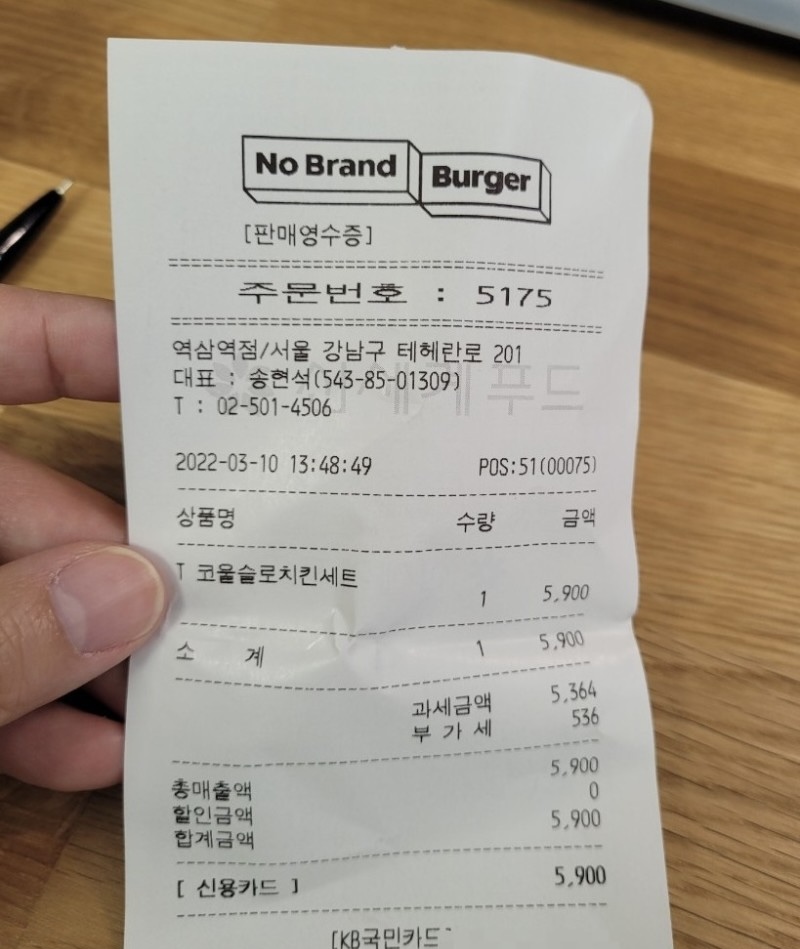 No Brand Burger
[판매영수증]
주문번호 : 5175
역삼역점/서울 강남구 테헤란로 201
대표 : 송현석(543-85-01309)
T : 02-501-4506
푸드
2022-03-10 13:48:49 POS:51(00075)
상품명 수량 금액
T 코울슬로치킨세트
1 5,900
소 계 1 5,900
과세금액 5,364
부 가 세 536
총매출액 5,900
할인금액 0
합계금액 5,900
[ 신용카드 ] 5,900
[KB국민카드